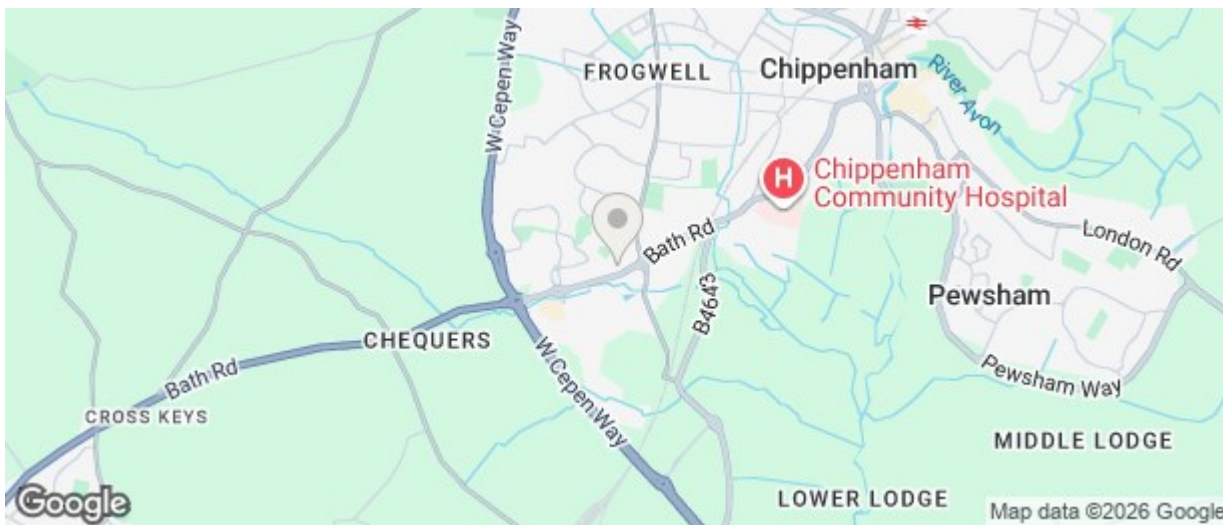 W Cepen Way
FROGWELL
Chippenham
River Avon
H
Chippenham
Community Hospital
Bath Rd
London Rd
Pewsham
B4643
CHEQUERS
W Cepen Way
Bath Rd
Pewsham Way
CROSS KEYS
MIDDLE LODGE
LOWER LODGE
Google
Map data ©2026 Google